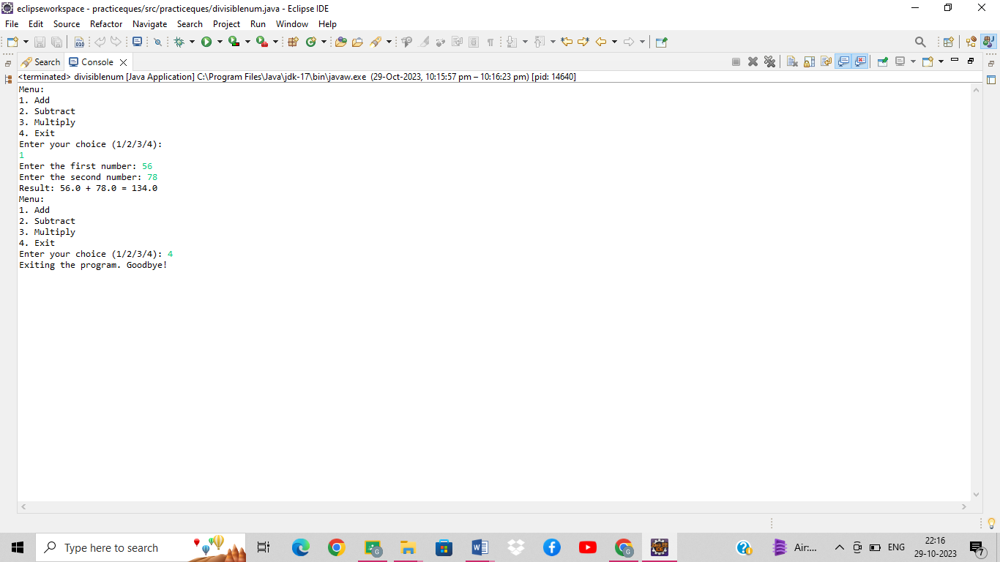 eclipseworkspace - practiceques/src/practiceques/divisiblenum.java - Eclipse IDE
File Edit Source Refactor Navigate Search Project Run Window Help
Search Console
<terminated> divisiblenum [Java Application] C:\Program Files\Java\jdk-17\bin\javaw.exe (29-Oct-2023, 10:15:57 pm – 10:16:23 pm) [pid: 14640]
Menu:
1. Add
2. Subtract
3. Multiply
4. Exit
Enter your choice (1/2/3/4):
1
Enter the first number: 56
Enter the second number: 78
Result: 56.0 + 78.0 = 134.0
Menu:
1. Add
2. Subtract
3. Multiply
4. Exit
Enter your choice (1/2/3/4): 4
Exiting the program. Goodbye!
Type here to search
Air:...
ENG
22:16
29-10-2023
7